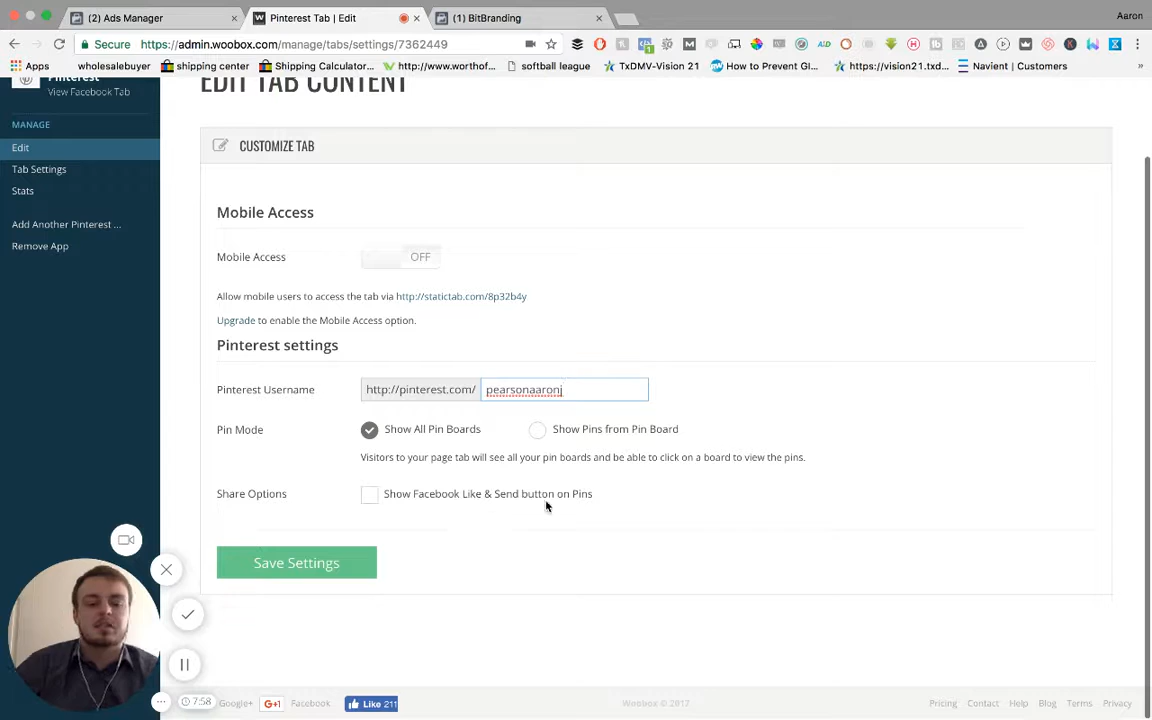 (2) Ads Manager
Pinterest Tab | Edit
(1) BitBranding
Aaron
Secure https://admin.woobox.com/manage/tabs/settings/7362449
Apps wholesalebuyer shipping center Shipping Calculator... http://www.worthof... softball league TxDMV-Vision 21 How to Prevent Gi... https://vision21.txd... Navient | Customers »
Pinterest
View Facebook Tab
MANAGE
Edit
Tab Settings
Stats
Add Another Pinterest ...
Remove App
EDIT TAB CONTENT
CUSTOMIZE TAB
Mobile Access
Mobile Access OFF
Allow mobile users to access the tab via http://statictab.com/8p32b4y
Upgrade to enable the Mobile Access option.
Pinterest settings
Pinterest Username http://pinterest.com/ pearsonaaronj
Pin Mode Show All Pin Boards Show Pins from Pin Board
Visitors to your page tab will see all your pin boards and be able to click on a board to view the pins.
Share Options Show Facebook Like & Send button on Pins
Save Settings
7:58
Google+ G+1 Facebook Like 211 Woobox © 2017 Pricing Contact Help Blog Terms Privacy